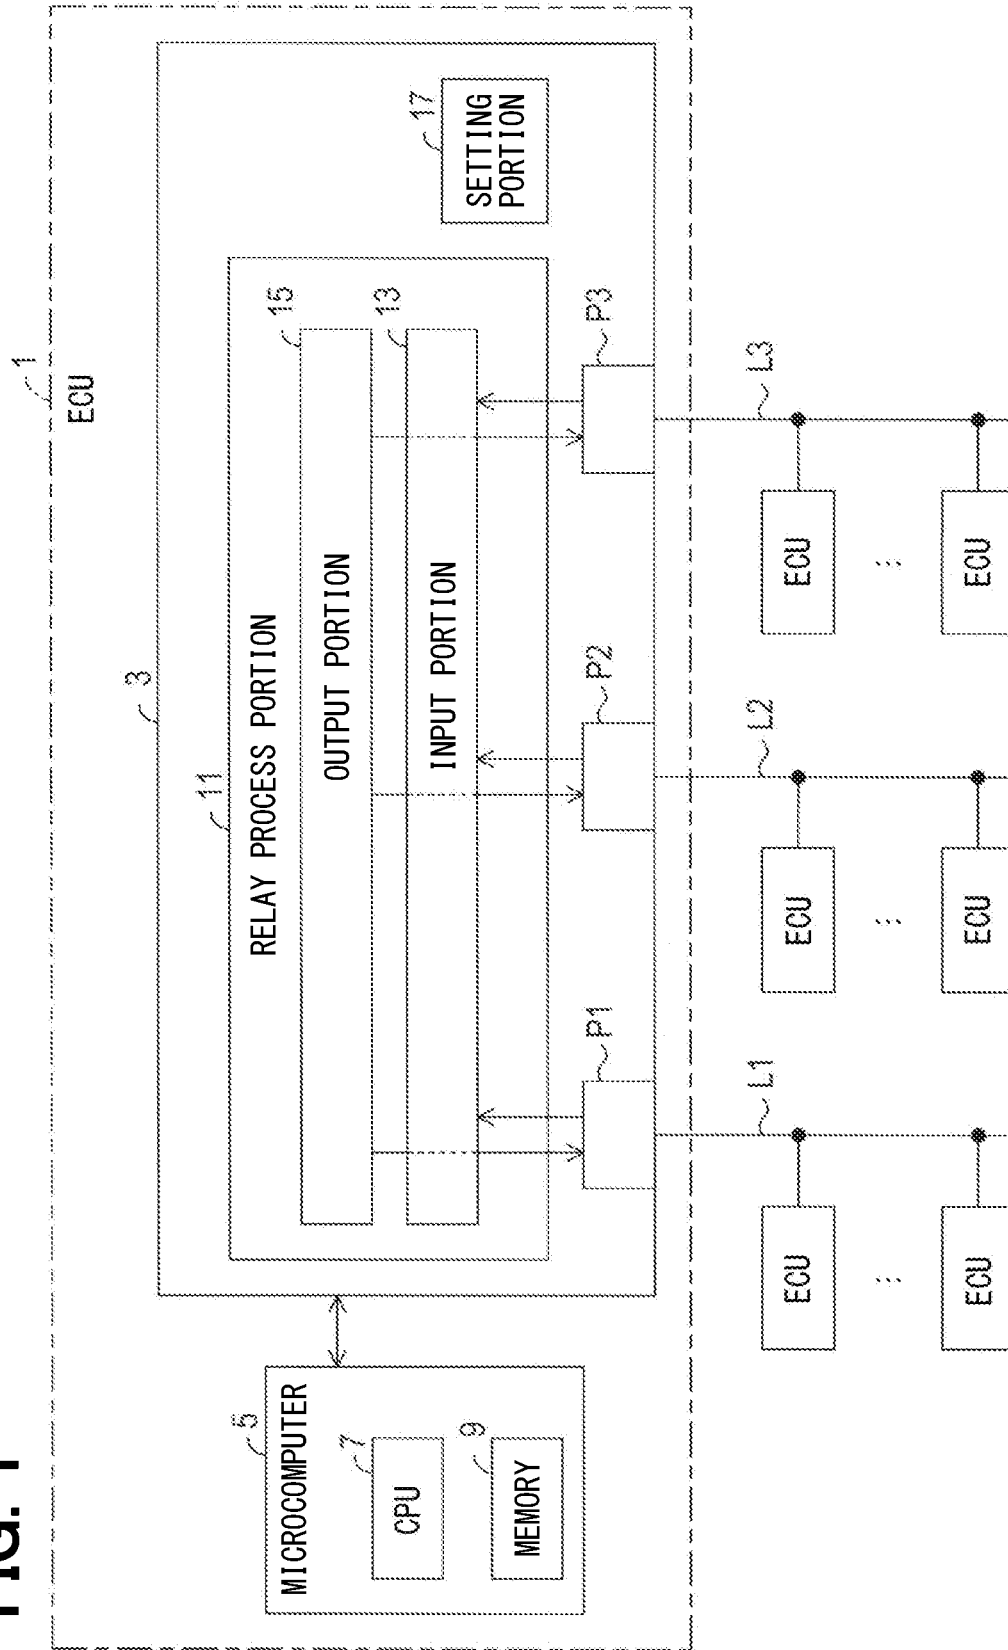 FIG. 1
1
ECU
3
11
RELAY PROCESS PORTION
15
OUTPUT PORTION
13
INPUT PORTION
17
SETTING
PORTION
5
MICROCOMPUTER
7
CPU
9
MEMORY
P1
P2
P3
L1
L2
L3
ECU
ECU
ECU
⋮
⋮
⋮
ECU
ECU
ECU